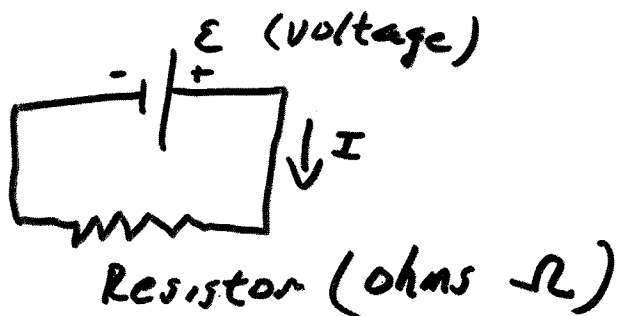 ε (voltage)
- +
I
Resistor (ohms Ω)